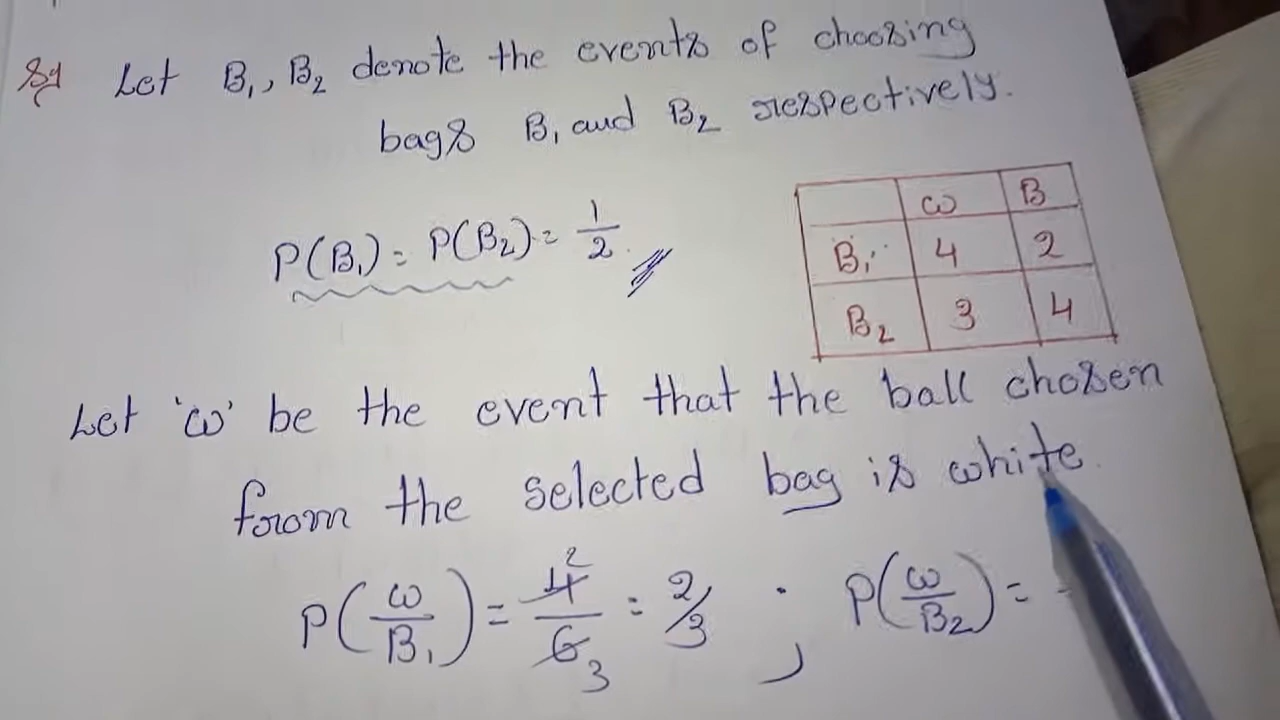 Sol Let B₁, B₂ denote the events of choosing
bags B₁ and B₂ respectively.
P(B₁) = P(B₂) = 1/2
W B
B₁ 4 2
B₂ 3 4
Let 'W' be the event that the ball chosen
from the selected bag is white.
P(W/B₁) = 4/6 2 3 = 2/3 ; P(W/B₂) =